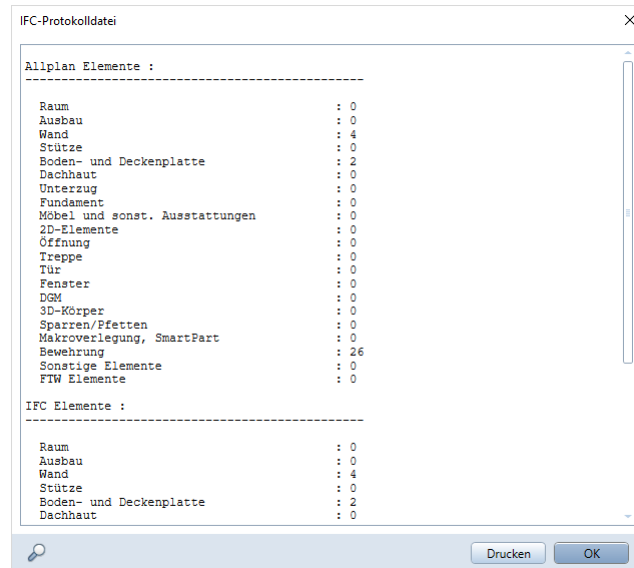 IFC-Protokolldatei
Allplan Elemente :
-----------------------------------------------
Raum : 0
Ausbau : 0
Wand : 4
Stütze : 0
Boden- und Deckenplatte : 2
Dachhaut : 0
Unterzug : 0
Fundament : 0
Möbel und sonst. Ausstattungen : 0
2D-Elemente : 0
Öffnung : 0
Treppe : 0
Tür : 0
Fenster : 0
DGM : 0
3D-Körper : 0
Sparren/Pfetten : 0
Makroverlegung, SmartPart : 0
Bewehrung : 26
Sonstige Elemente : 0
FTW Elemente : 0
IFC Elemente :
-----------------------------------------------
Raum : 0
Ausbau : 0
Wand : 4
Stütze : 0
Boden- und Deckenplatte : 2
Dachhaut : 0
Drucken OK